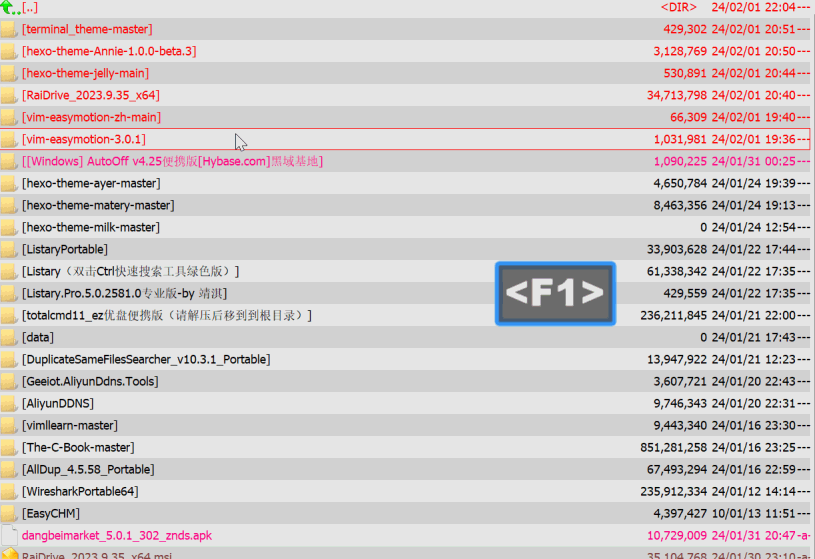 [..] <DIR> 24/02/01 22:04---
[terminal_theme-master] 429,302 24/02/01 20:51---
[hexo-theme-Annie-1.0.0-beta.3] 3,128,769 24/02/01 20:50---
[hexo-theme-jelly-main] 530,891 24/02/01 20:44---
[RaiDrive_2023.9.35_x64] 34,713,798 24/02/01 20:40---
[vim-easymotion-zh-main] 66,309 24/02/01 19:40---
[vim-easymotion-3.0.1] 1,031,981 24/02/01 19:36---
[[Windows] AutoOff v4.25便携版[Hybase.com]黑域基地] 1,090,225 24/01/31 00:25---
[hexo-theme-ayer-master] 4,650,784 24/01/24 19:39---
[hexo-theme-matery-master] 8,463,356 24/01/24 19:13---
[hexo-theme-milk-master] 0 24/01/24 12:54---
[ListaryPortable] 33,903,628 24/01/22 17:44---
[Listary（双击Ctrl快速搜索工具绿色版）] 61,338,342 24/01/22 17:35---
[Listary.Pro.5.0.2581.0专业版-by 靖淇] 429,559 24/01/22 17:35---
<F1>
[totalcmd11_ez优盘便携版（请解压后移到到根目录）] 236,211,845 24/01/21 22:00---
[data] 0 24/01/21 17:43---
[DuplicateSameFilesSearcher_v10.3.1_Portable] 13,947,922 24/01/21 12:23---
[Geeiot.AliyunDdns.Tools] 3,607,721 24/01/20 22:43---
[AliyunDDNS] 9,746,343 24/01/20 22:31---
[vimllearn-master] 9,443,340 24/01/16 23:30---
[The-C-Book-master] 851,281,258 24/01/16 23:25---
[AllDup_4.5.58_Portable] 67,493,294 24/01/16 22:59---
[WiresharkPortable64] 235,912,334 24/01/12 14:14---
[EasyCHM] 4,397,427 10/01/13 11:51---
dangbeimarket_5.0.1_302_znds.apk 10,729,009 24/01/31 20:47-a-
RaiDrive_2023.9.35_x64.msi 35,104,768 24/01/30 23:10-a-